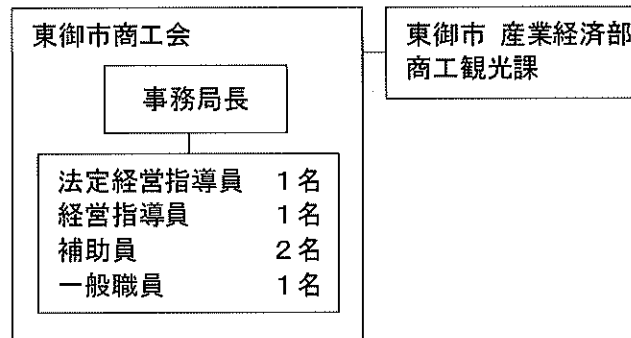 東御市商工会
事務局長
法定経営指導員 1名
経営指導員 1名
補助員 2名
一般職員 1名
東御市 産業経済部
商工観光課